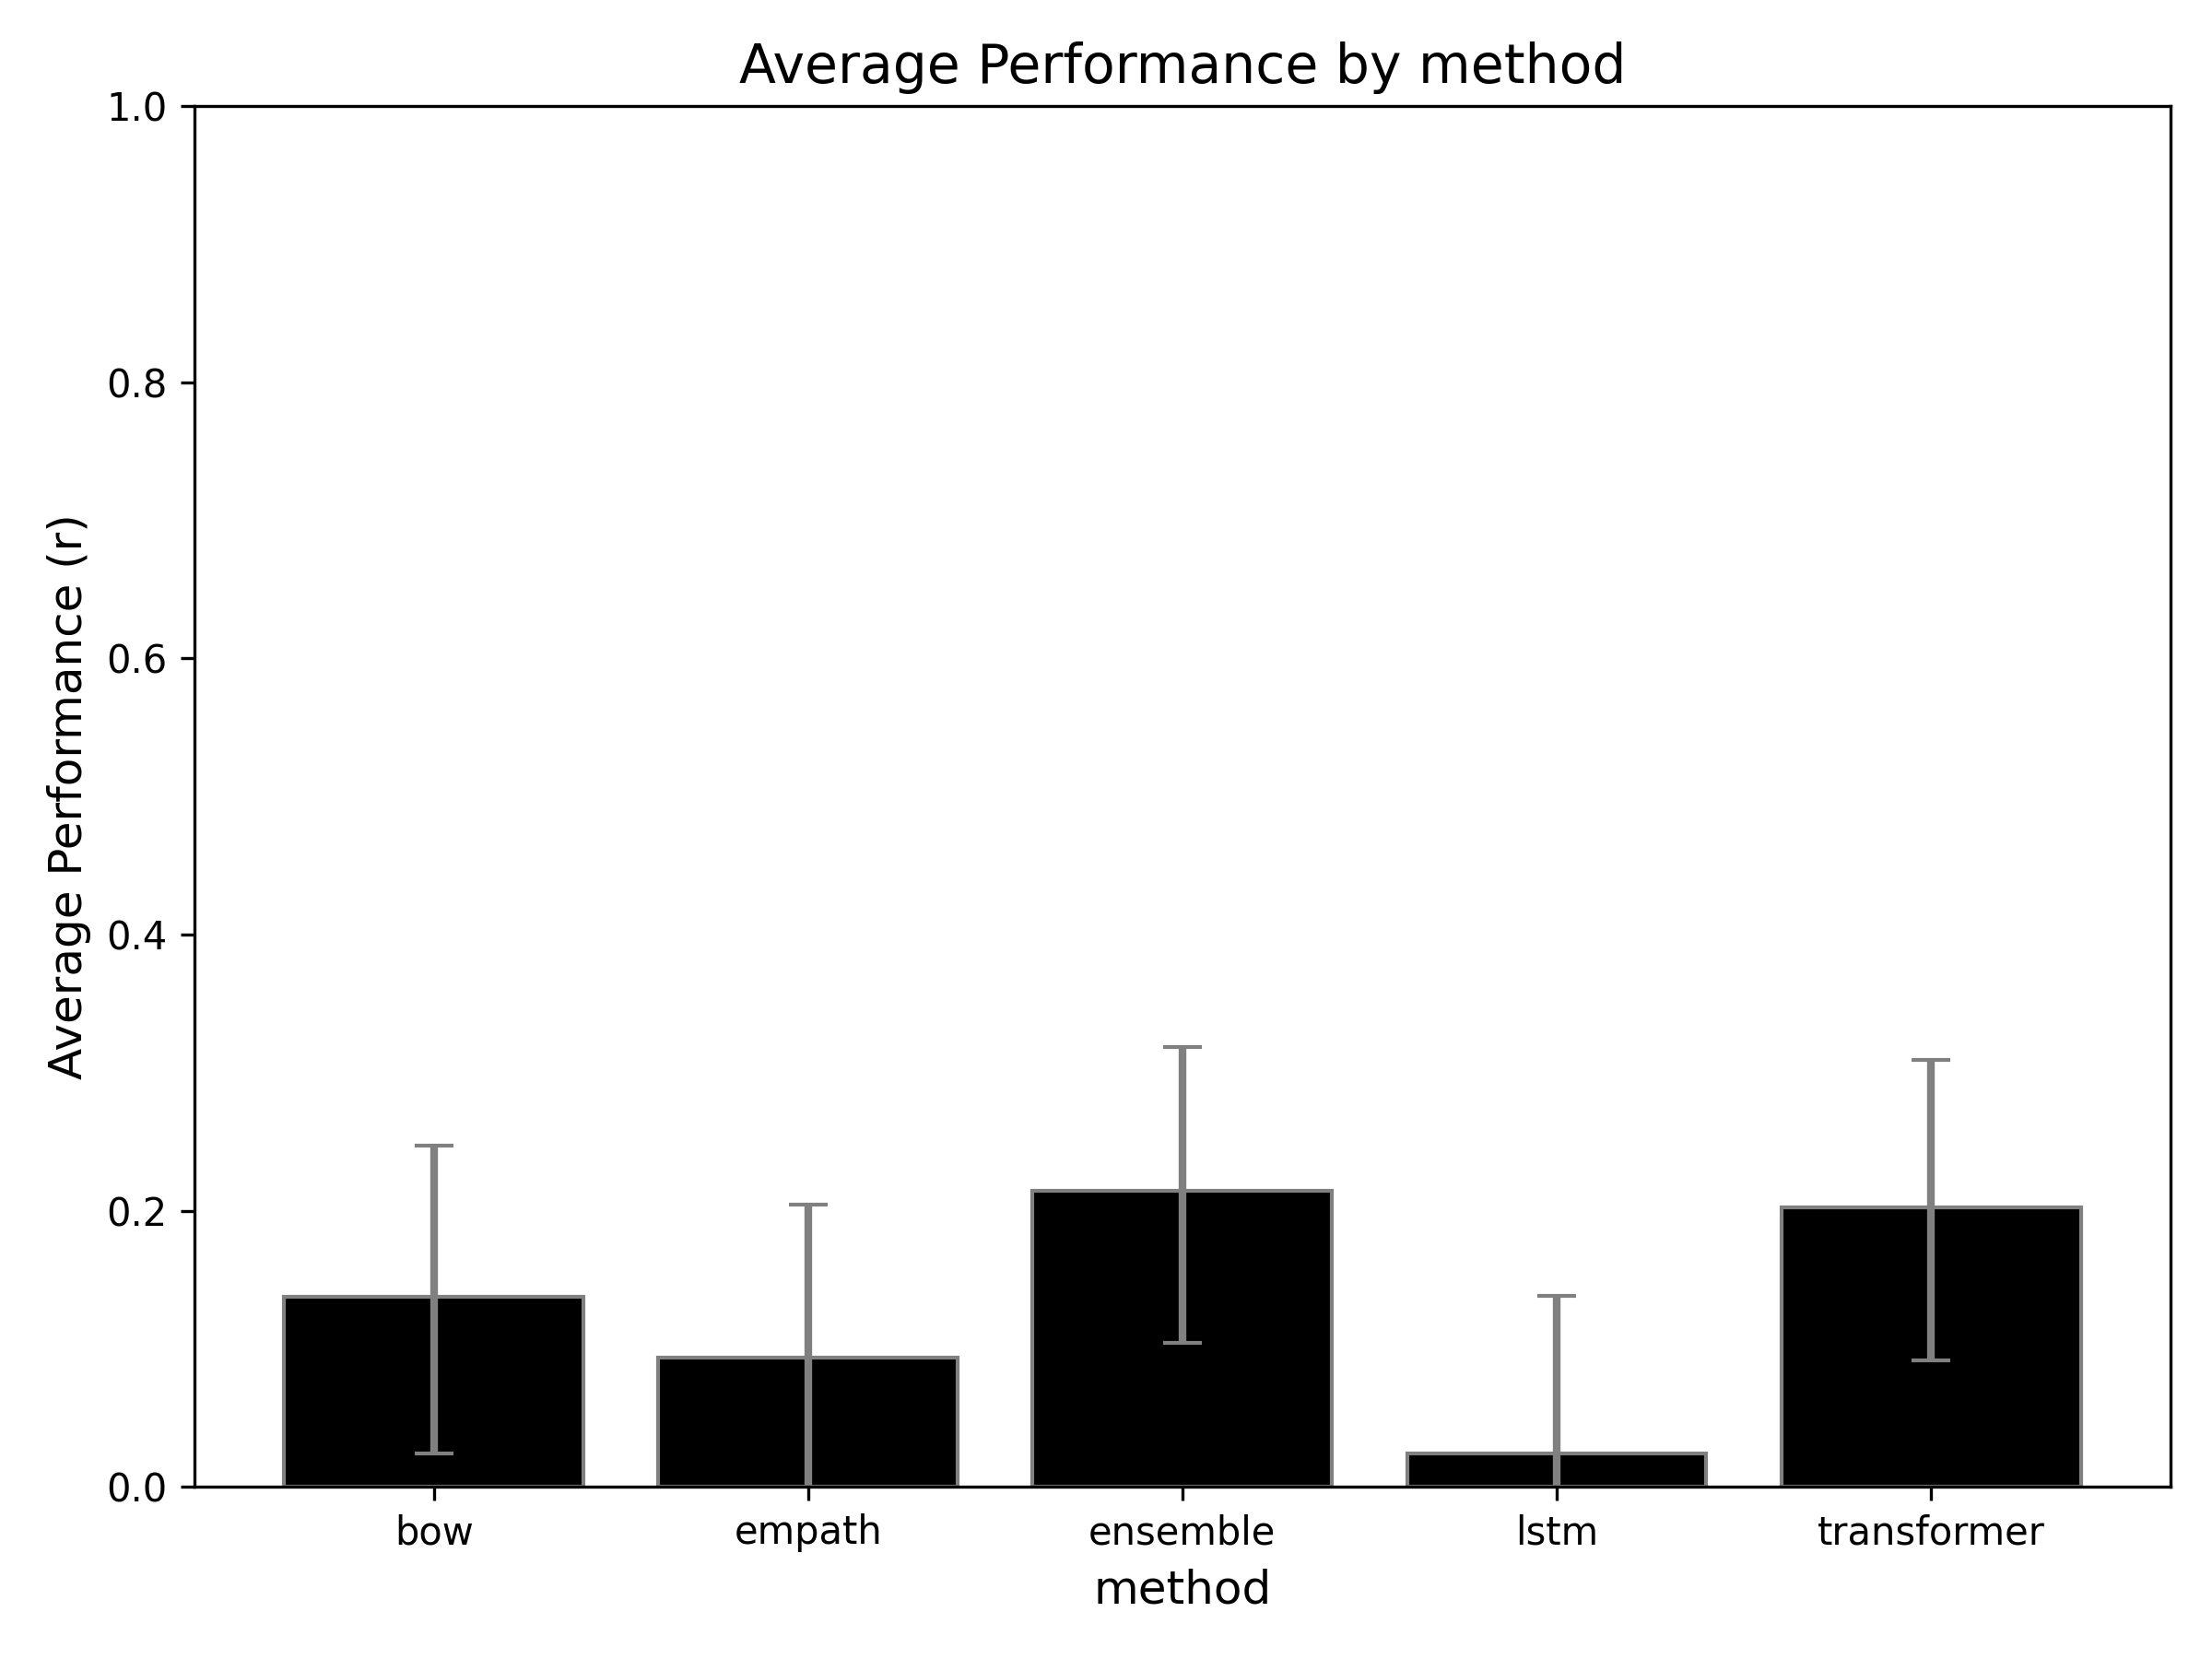 Average Performance by method
Average Performance (r)
1.0
0.8
0.6
0.4
0.2
0.0
bow empath ensemble lstm transformer
method